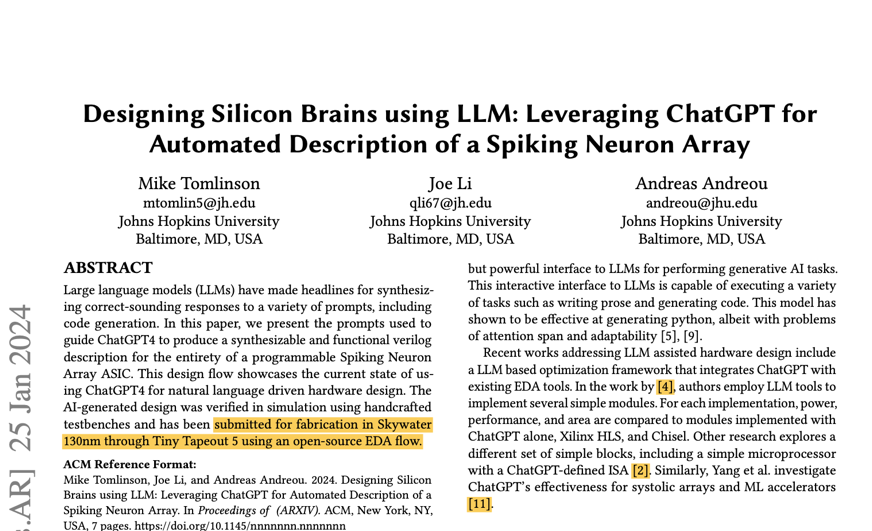 Designing Silicon Brains using LLM: Leveraging ChatGPT for
Automated Description of a Spiking Neuron Array
Mike Tomlinson
mtomlin5@jh.edu
Johns Hopkins University
Baltimore, MD, USA
Joe Li
qli67@jh.edu
Johns Hopkins University
Baltimore, MD, USA
Andreas Andreou
andreou@jhu.edu
Johns Hopkins University
Baltimore, MD, USA
s.AR] 25 Jan 2024
ABSTRACT
Large language models (LLMs) have made headlines for synthesiz-
ing correct-sounding responses to a variety of prompts, including
code generation. In this paper, we present the prompts used to
guide ChatGPT4 to produce a synthesizable and functional verilog
description for the entirety of a programmable Spiking Neuron
Array ASIC. This design flow showcases the current state of us-
ing ChatGPT4 for natural language driven hardware design. The
AI-generated design was verified in simulation using handcrafted
testbenches and has been submitted for fabrication in Skywater
130nm through Tiny Tapeout 5 using an open-source EDA flow.
ACM Reference Format:
Mike Tomlinson, Joe Li, and Andreas Andreou. 2024. Designing Silicon
Brains using LLM: Leveraging ChatGPT for Automated Description of a
Spiking Neuron Array. In Proceedings of (ARXIV). ACM, New York, NY,
USA, 7 pages. https://doi.org/10.1145/nnnnnnn.nnnnnnn
but powerful interface to LLMs for performing generative AI tasks.
This interactive interface to LLMs is capable of executing a variety
of tasks such as writing prose and generating code. This model has
shown to be effective at generating python, albeit with problems
of attention span and adaptability [5], [9].
Recent works addressing LLM assisted hardware design include
a LLM based optimization framework that integrates ChatGPT with
existing EDA tools. In the work by [4], authors employ LLM tools to
implement several simple modules. For each implementation, power,
performance, and area are compared to modules implemented with
ChatGPT alone, Xilinx HLS, and Chisel. Other research explores a
different set of simple blocks, including a simple microprocessor
with a ChatGPT-defined ISA [2]. Similarly, Yang et al. investigate
ChatGPT's effectiveness for systolic arrays and ML accelerators
[11].